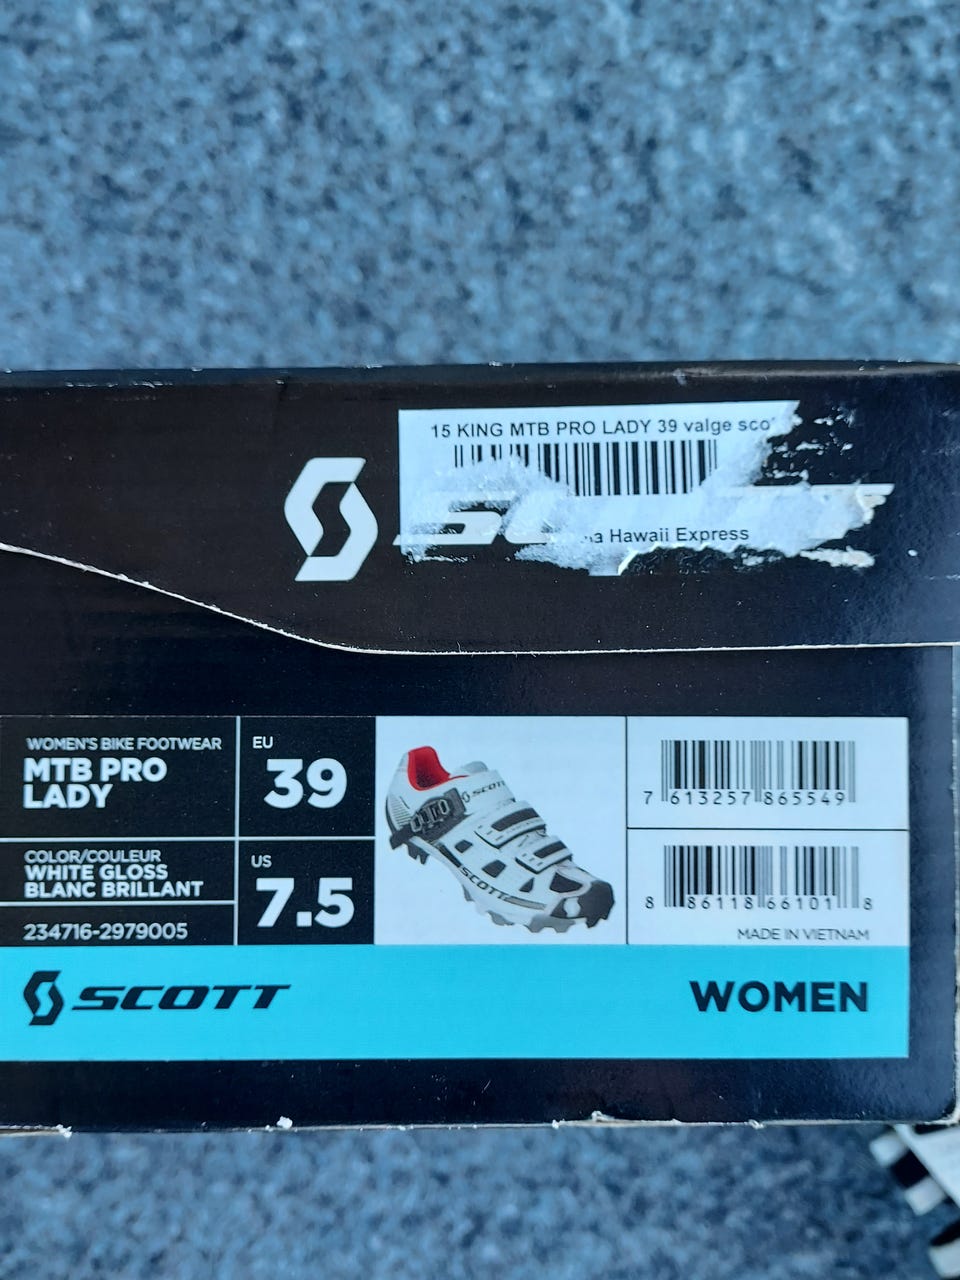 15 KING MTB PRO LADY 39 valge
Hawaii Express
WOMEN'S BIKE FOOTWEAR
MTB PRO
LADY
EU
39
COLOR/COULEUR
WHITE GLOSS
BLANC BRILLANT
234716-2979005
US
7.5
SCOTT
SCOTT
7 613257 865549
8 86118 66101 8
MADE IN VIETNAM
SCOTT
WOMEN